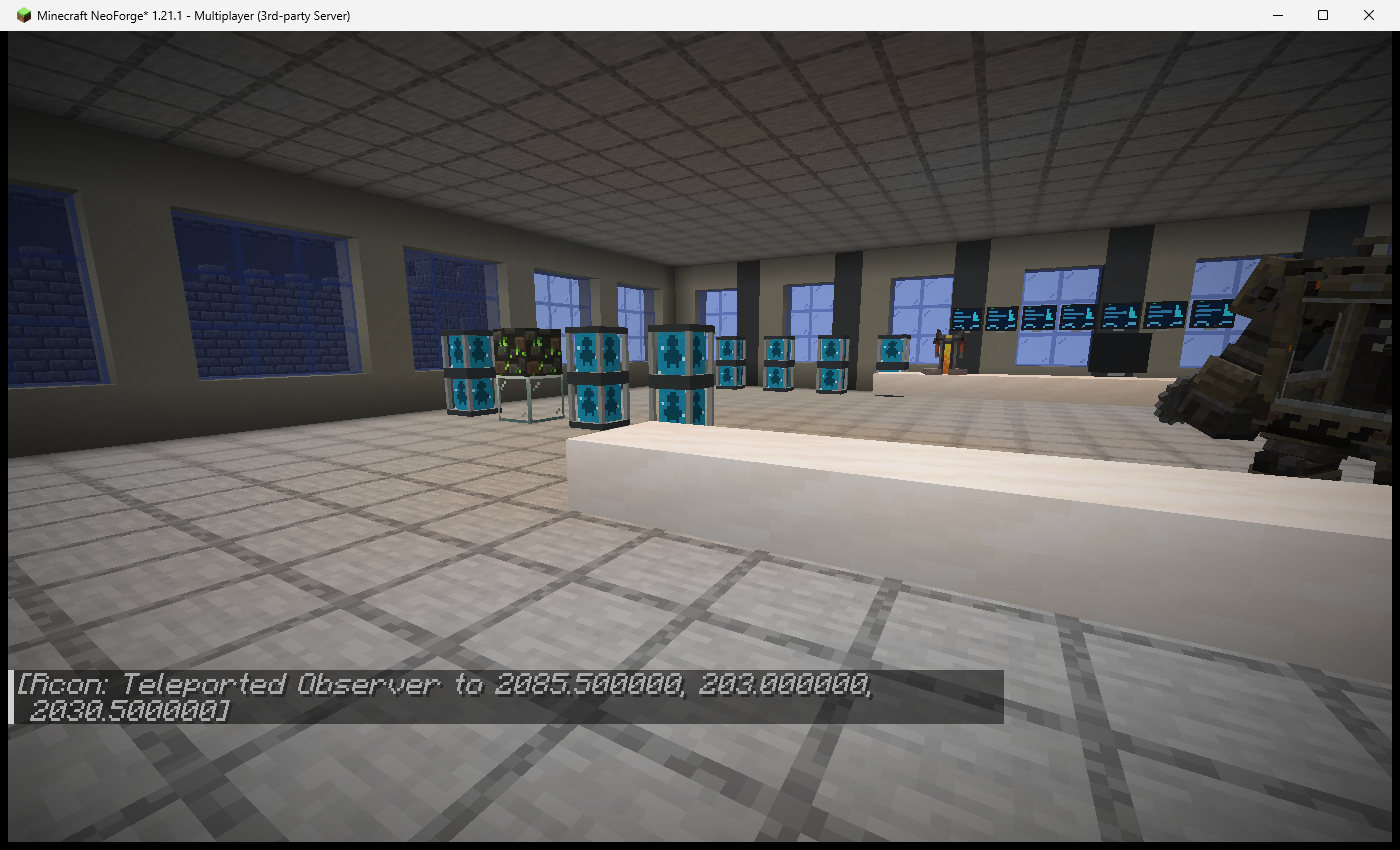 Minecraft NeoForge* 1.21.1 - Multiplayer (3rd-party Server)
[Rcon: Teleported Observer to 2085.500000, 203.000000,
2030.500000]